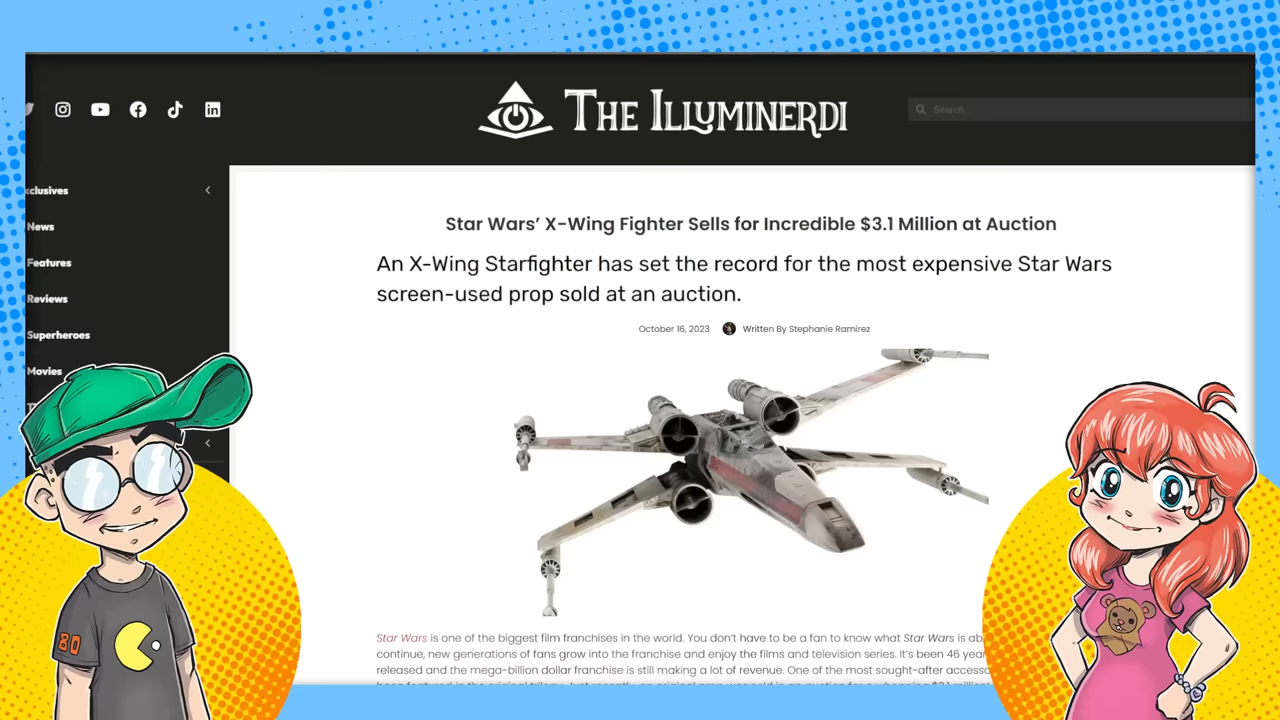 The Illuminerdi
Search...
xclusives
News
Features
Reviews
Superheroes
Movies
Star Wars' X-Wing Fighter Sells for Incredible $3.1 Million at Auction
An X-Wing Starfighter has set the record for the most expensive Star Wars
screen-used prop sold at an auction.
October 16, 2023 Written By Stephanie Ramirez
Star Wars is one of the biggest film franchises in the world. You don't have to be a fan to know what Star Wars is ab
continue, new generations of fans grow into the franchise and enjoy the films and television series. It's been 46 year
released and the mega-billion dollar franchise is still making a lot of revenue. One of the most sought-after accesso
80